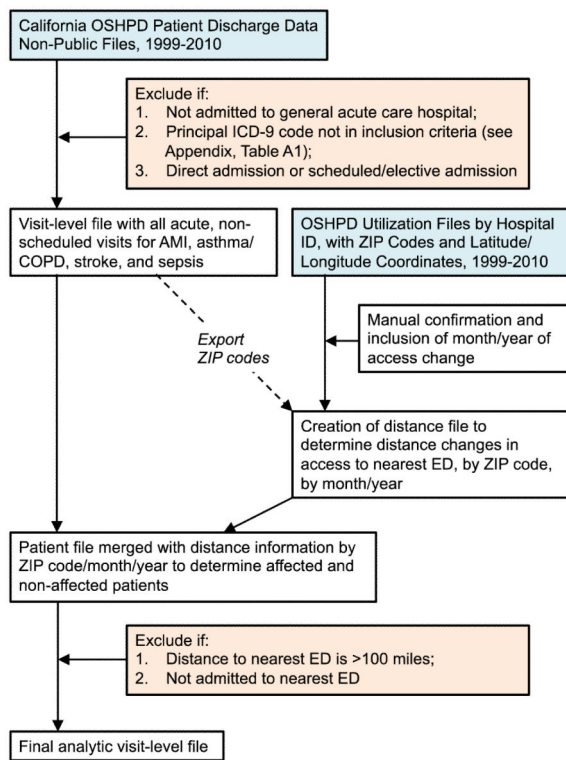 California OSHPD Patient Discharge Data
Non-Public Files, 1999-2010
Exclude if:
1. Not admitted to general acute care hospital;
2. Principal ICD-9 code not in inclusion criteria (see
Appendix, Table A1);
3. Direct admission or scheduled/elective admission
Visit-level file with all acute, non-
scheduled visits for AMI, asthma/
COPD, stroke, and sepsis
OSHPD Utilization Files by Hospital
ID, with ZIP Codes and Latitude/
Longitude Coordinates, 1999-2010
Manual confirmation and
inclusion of month/year of
access change
Export
ZIP codes
Creation of distance file to
determine distance changes in
access to nearest ED, by ZIP code,
by month/year
Patient file merged with distance information by
ZIP code/month/year to determine affected and
non-affected patients
Exclude if:
1. Distance to nearest ED is >100 miles;
2. Not admitted to nearest ED
Final analytic visit-level file